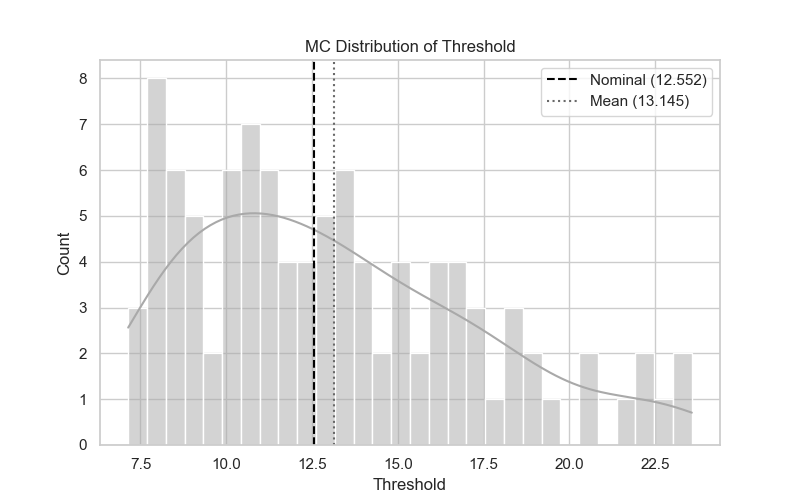 MC Distribution of Threshold
Nominal (12.552)
Mean (13.145)
Count
8
7
6
5
4
3
2
1
0
7.5 10.0 12.5 15.0 17.5 20.0 22.5
Threshold